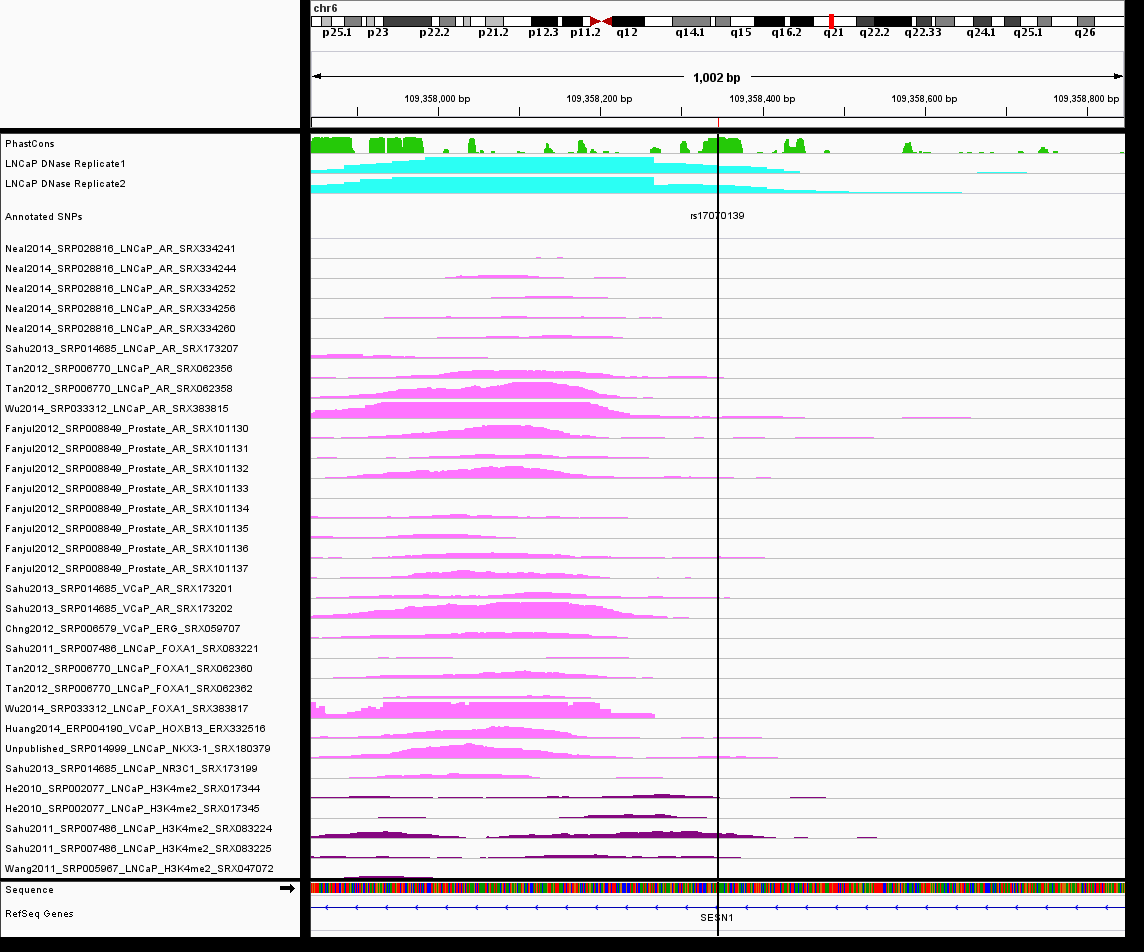 chr6
p25.1 p23 p22.2 p21.2 p12.3 p11.2 q12 q14.1 q15 q16.2 q21 q22.2 q22.33 q24.1 q25.1 q26
1,002 bp
109,358,000 bp 109,358,200 bp 109,358,400 bp 109,358,600 bp 109,358,800 bp
PhastCons
LNCaP DNase Replicate1
LNCaP DNase Replicate2
Annotated SNPs rs17070139
Neal2014_SRP028816_LNCaP_AR_SRX334241
Neal2014_SRP028816_LNCaP_AR_SRX334244
Neal2014_SRP028816_LNCaP_AR_SRX334252
Neal2014_SRP028816_LNCaP_AR_SRX334256
Neal2014_SRP028816_LNCaP_AR_SRX334260
Sahu2013_SRP014685_LNCaP_AR_SRX173207
Tan2012_SRP006770_LNCaP_AR_SRX062356
Tan2012_SRP006770_LNCaP_AR_SRX062358
Wu2014_SRP033312_LNCaP_AR_SRX383815
Fanjul2012_SRP008849_Prostate_AR_SRX101130
Fanjul2012_SRP008849_Prostate_AR_SRX101131
Fanjul2012_SRP008849_Prostate_AR_SRX101132
Fanjul2012_SRP008849_Prostate_AR_SRX101133
Fanjul2012_SRP008849_Prostate_AR_SRX101134
Fanjul2012_SRP008849_Prostate_AR_SRX101135
Fanjul2012_SRP008849_Prostate_AR_SRX101136
Fanjul2012_SRP008849_Prostate_AR_SRX101137
Sahu2013_SRP014685_VCaP_AR_SRX173201
Sahu2013_SRP014685_VCaP_AR_SRX173202
Chng2012_SRP006579_VCaP_ERG_SRX059707
Sahu2011_SRP007486_LNCaP_FOXA1_SRX083221
Tan2012_SRP006770_LNCaP_FOXA1_SRX062360
Tan2012_SRP006770_LNCaP_FOXA1_SRX062362
Wu2014_SRP033312_LNCaP_FOXA1_SRX383817
Huang2014_ERP004190_VCaP_HOXB13_ERX332516
Unpublished_SRP014999_LNCaP_NKX3-1_SRX180379
Sahu2013_SRP014685_LNCaP_NR3C1_SRX173199
He2010_SRP002077_LNCaP_H3K4me2_SRX017344
He2010_SRP002077_LNCaP_H3K4me2_SRX017345
Sahu2011_SRP007486_LNCaP_H3K4me2_SRX083224
Sahu2011_SRP007486_LNCaP_H3K4me2_SRX083225
Wang2011_SRP005967_LNCaP_H3K4me2_SRX047072
Sequence
RefSeq Genes SESN1